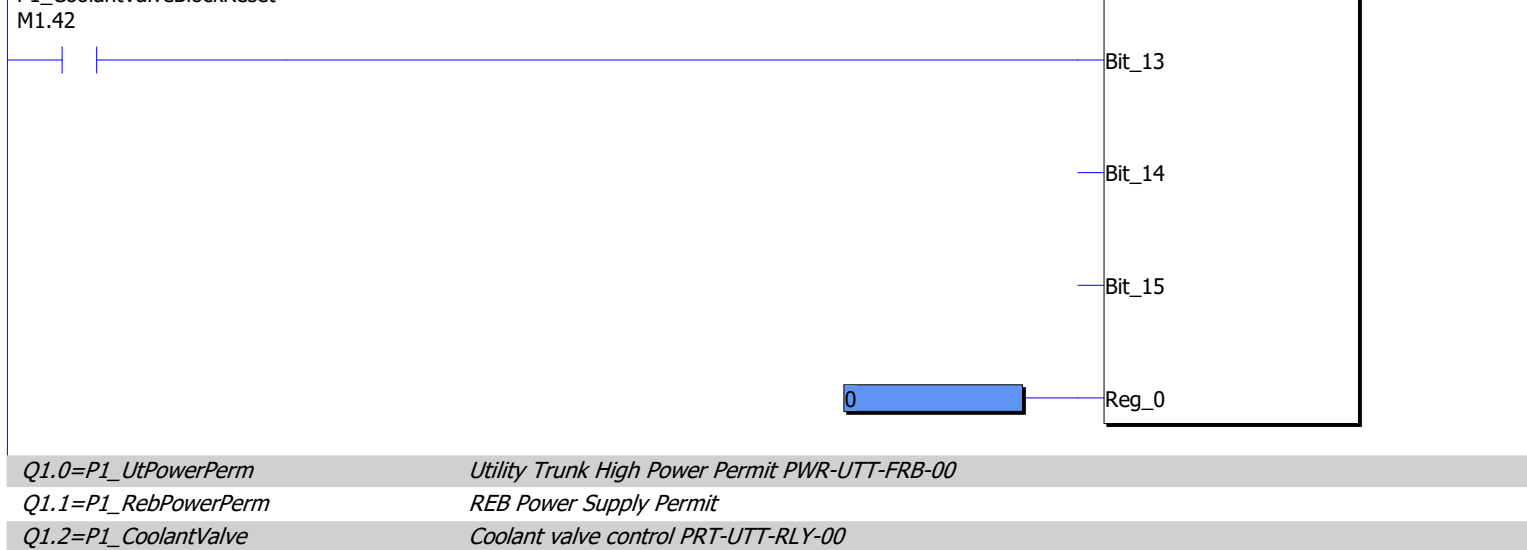 P1_CoolantValveBlockReset
M1.42
Bit_13
Bit_14
Bit_15
0
Reg_0
Q1.0=P1_UtPowerPerm Utility Trunk High Power Permit PWR-UTT-FRB-00
Q1.1=P1_RebPowerPerm REB Power Supply Permit
Q1.2=P1_CoolantValve Coolant valve control PRT-UTT-RLY-00